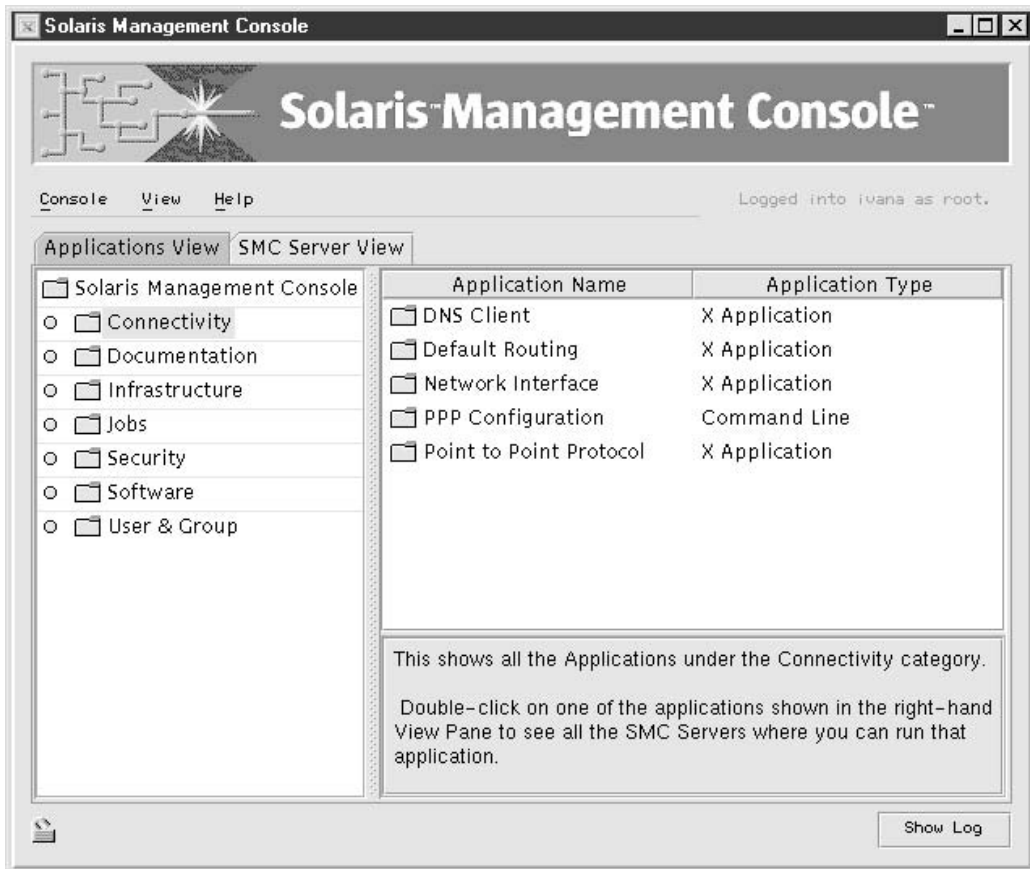 Solaris Management Console
Solaris™ Management Console™
Console View Help
Logged into ivana as root.
Applications View SMC Server View
Solaris Management Console
Connectivity
Documentation
Infrastructure
Jobs
Security
Software
User & Group
Application Name Application Type
DNS Client X Application
Default Routing X Application
Network Interface X Application
PPP Configuration Command Line
Point to Point Protocol X Application
This shows all the Applications under the Connectivity category.
Double-click on one of the applications shown in the right-hand
View Pane to see all the SMC Servers where you can run that
application.
Show Log